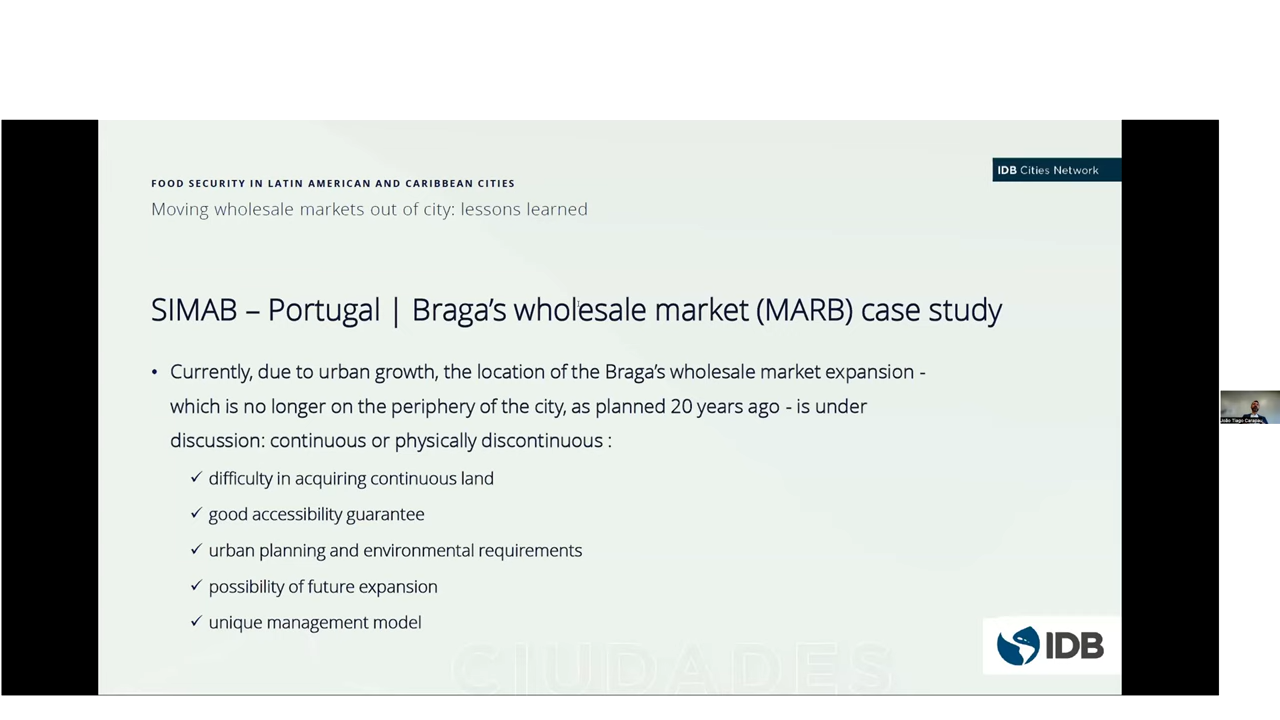 IDB Cities Network
FOOD SECURITY IN LATIN AMERICAN AND CARIBBEAN CITIES
Moving wholesale markets out of city: lessons learned
SIMAB – Portugal | Braga's wholesale market (MARB) case study
• Currently, due to urban growth, the location of the Braga's wholesale market expansion -
which is no longer on the periphery of the city, as planned 20 years ago - is under
discussion: continuous or physically discontinuous :
✓ difficulty in acquiring continuous land
✓ good accessibility guarantee
✓ urban planning and environmental requirements
✓ possibility of future expansion
✓ unique management model
CIUDADES
IDB